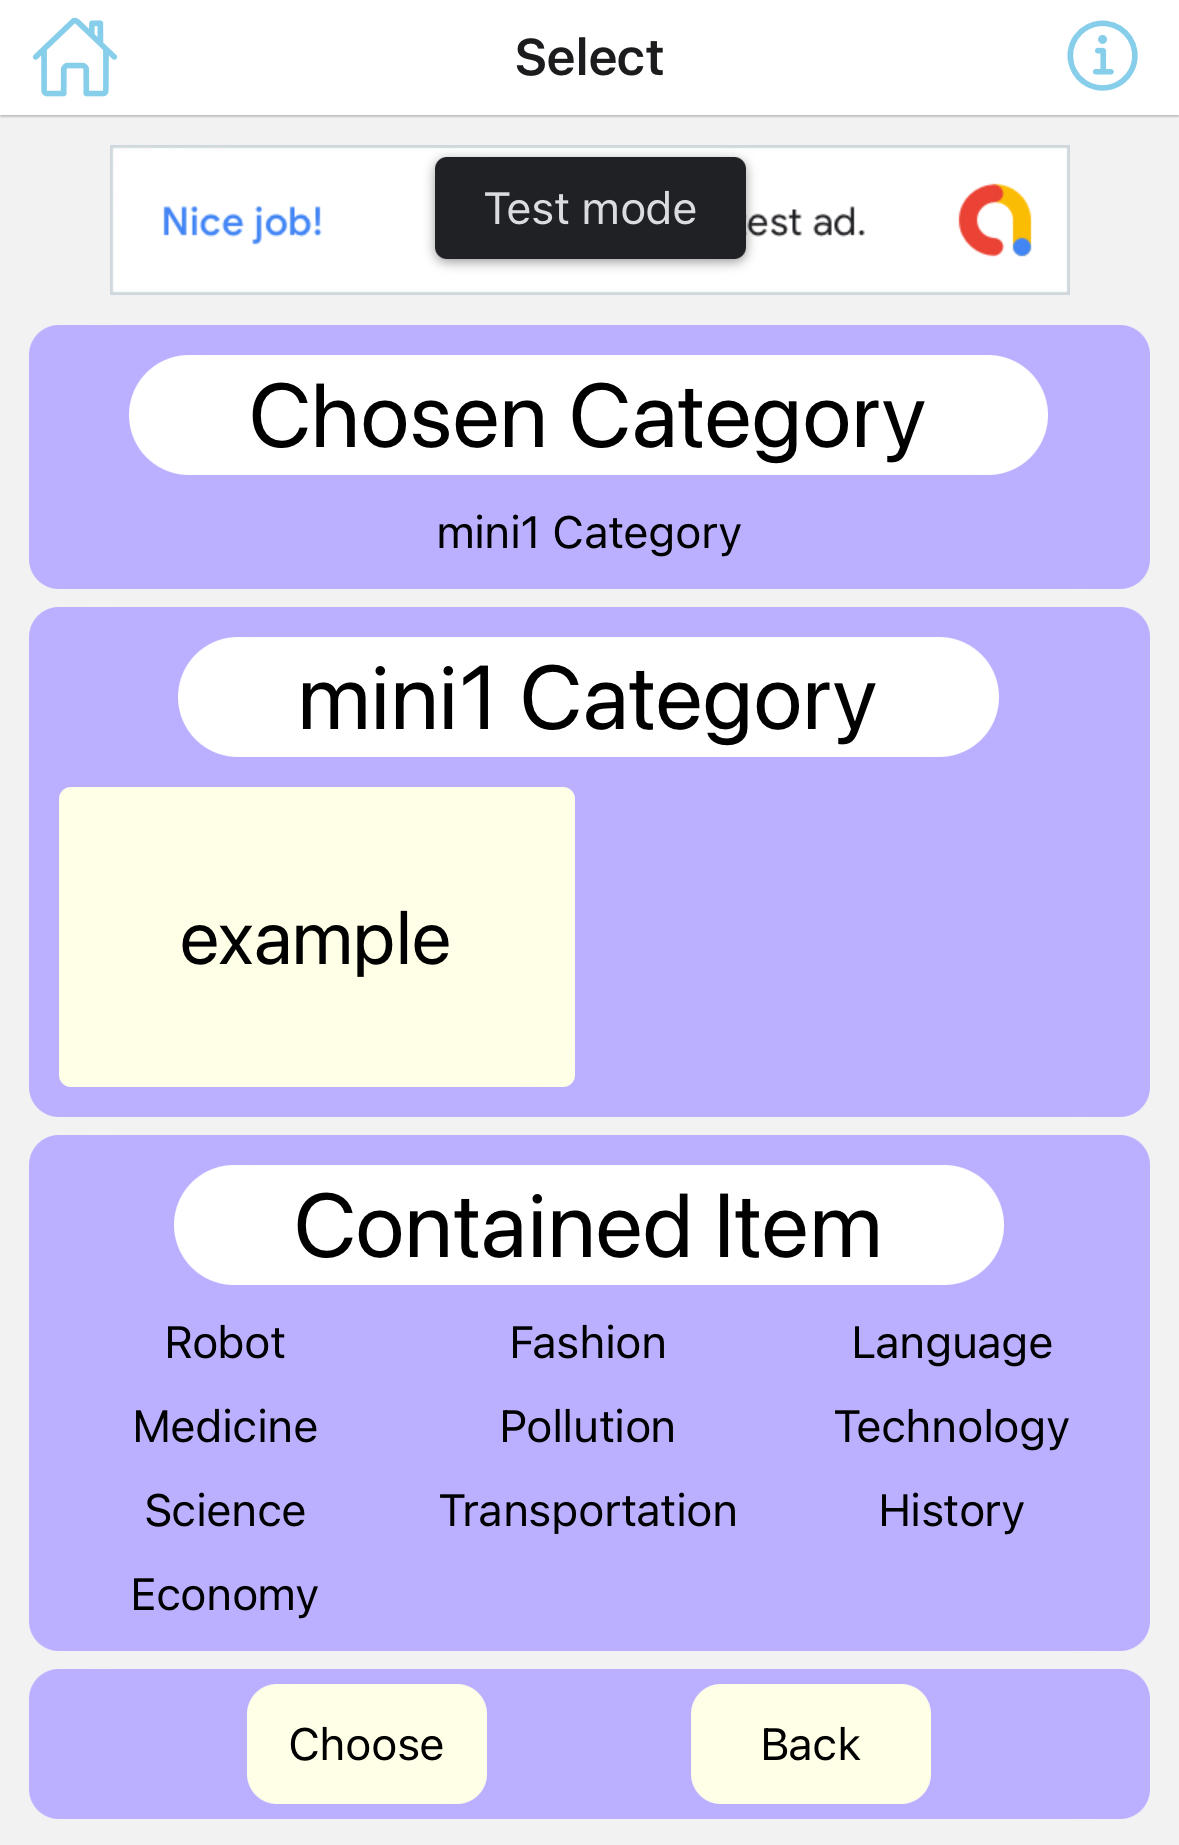 Select
Nice job!
Test mode
est ad.
Chosen Category
mini1 Category
mini1 Category
example
Contained Item
Robot Fashion Language
Medicine Pollution Technology
Science Transportation History
Economy
Choose Back